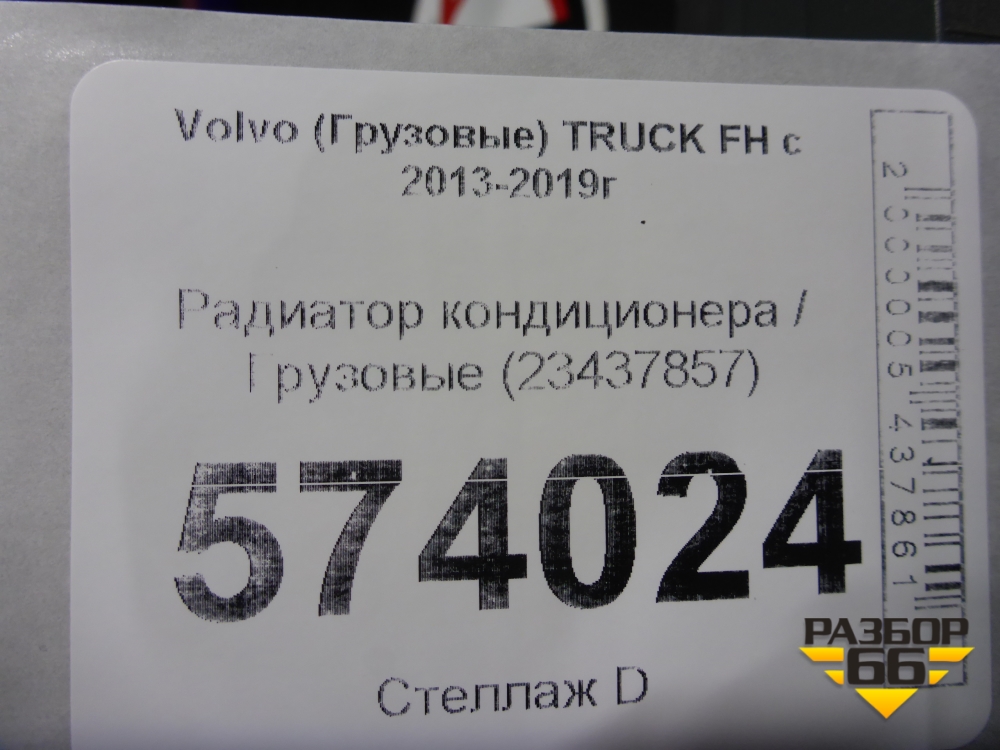 Volvo (Грузовые) TRUCK FH с
2013-2019г
Радиатор кондиционера /
Грузовые (23437857)
574024
Стеллаж D
2000005437861
РАЗБОР
66